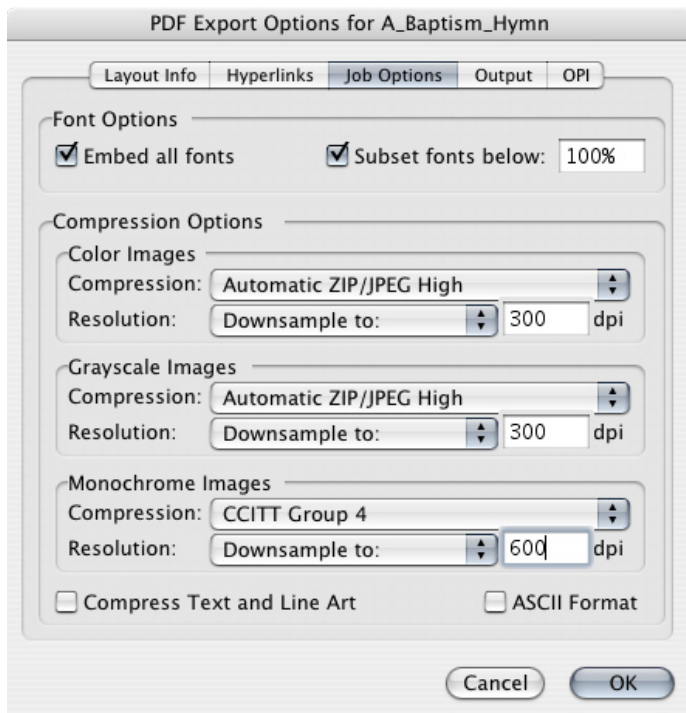 PDF Export Options for A_Baptism_Hymn
Layout Info Hyperlinks Job Options Output OPI
Font Options
Embed all fonts Subset fonts below: 100%
Compression Options
Color Images
Compression: Automatic ZIP/JPEG High
Resolution: Downsample to: 300 dpi
Grayscale Images
Compression: Automatic ZIP/JPEG High
Resolution: Downsample to: 300 dpi
Monochrome Images
Compression: CCITT Group 4
Resolution: Downsample to: 600 dpi
Compress Text and Line Art ASCII Format
Cancel OK